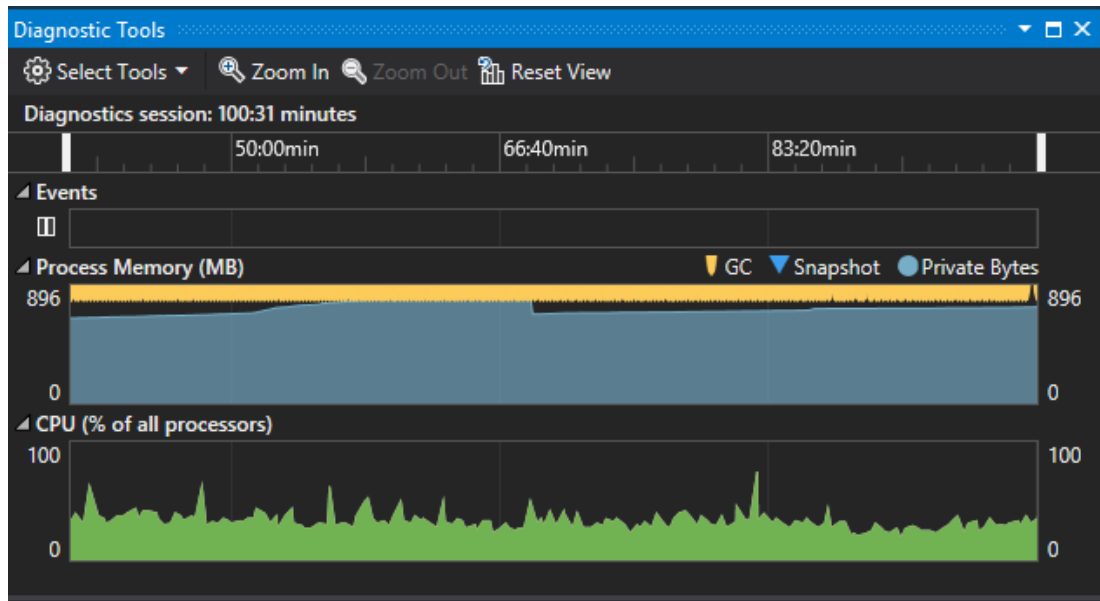 Diagnostic Tools
Select Tools Zoom In Zoom Out Reset View
Diagnostics session: 100:31 minutes
50:00min 66:40min 83:20min
Events
Process Memory (MB) GC Snapshot Private Bytes
896 896
0 0
CPU (% of all processors)
100 100
0 0